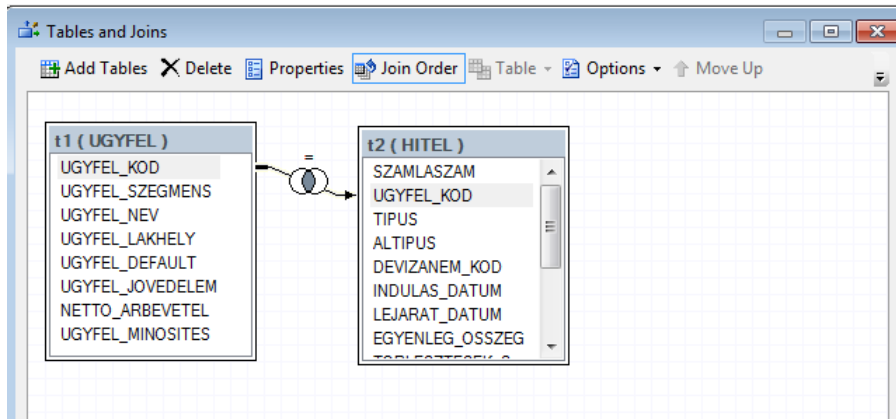 Tables and Joins
Add Tables Delete Properties Join Order Table Options Move Up
t1 ( UGYFEL )
UGYFEL_KOD
UGYFEL_SZEGMENS
UGYFEL_NEV
UGYFEL_LAKHELY
UGYFEL_DEFAULT
UGYFEL_JOVEDELEM
NETTO_ARBEVETEL
UGYFEL_MINOSITES
=
t2 ( HITEL )
SZAMLASZAM
UGYFEL_KOD
TIPUS
ALTIPUS
DEVIZANEM_KOD
INDULAS_DATUM
LEJARAT_DATUM
EGYENLEG_OSSZEG